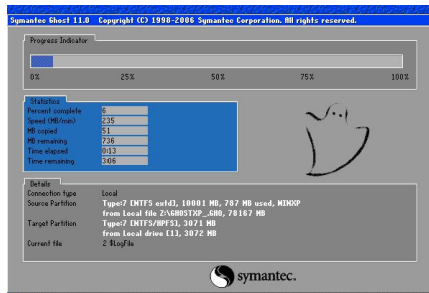 Symantec Ghost 11.0 Copyright (C) 1998-2006 Symantec Corporation. All rights reserved.
Progress Indicator
0% 25% 50% 75% 100%
Statistics
Percent complete 6
Speed (MB/min) 235
MB copied 51
MB remaining 736
Time elapsed 0:13
Time remaining 3:06
Details
Connection type Local
Source Partition Type:7 [NTFS extd], 10001 MB, 787 MB used, WINXP
from Local file Z:\GHOSTXP_.GHO, 78167 MB
Target Partition Type:7 [NTFS/HPFS], 3071 MB
from Local drive [1], 3072 MB
Current file 2 $LogFile
symantec.